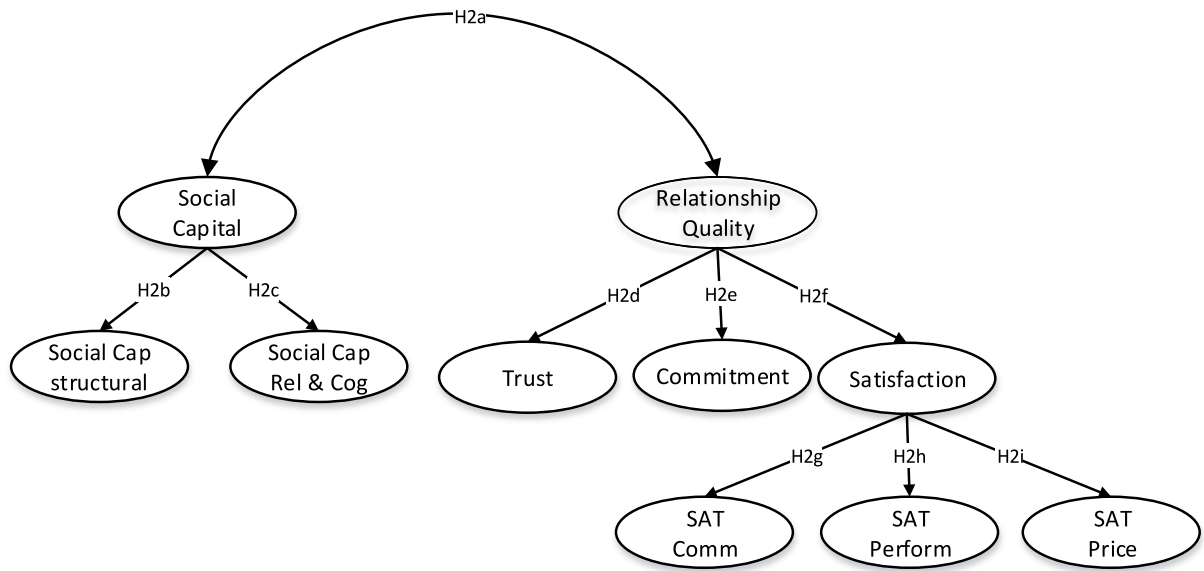 H2a
Social
Capital
Relationship
Quality
H2b
H2c
H2d
H2e
H2f
Social Cap
structural
Social Cap
Rel & Cog
Trust
Commitment
Satisfaction
H2g
H2h
H2i
SAT
Comm
SAT
Perform
SAT
Price